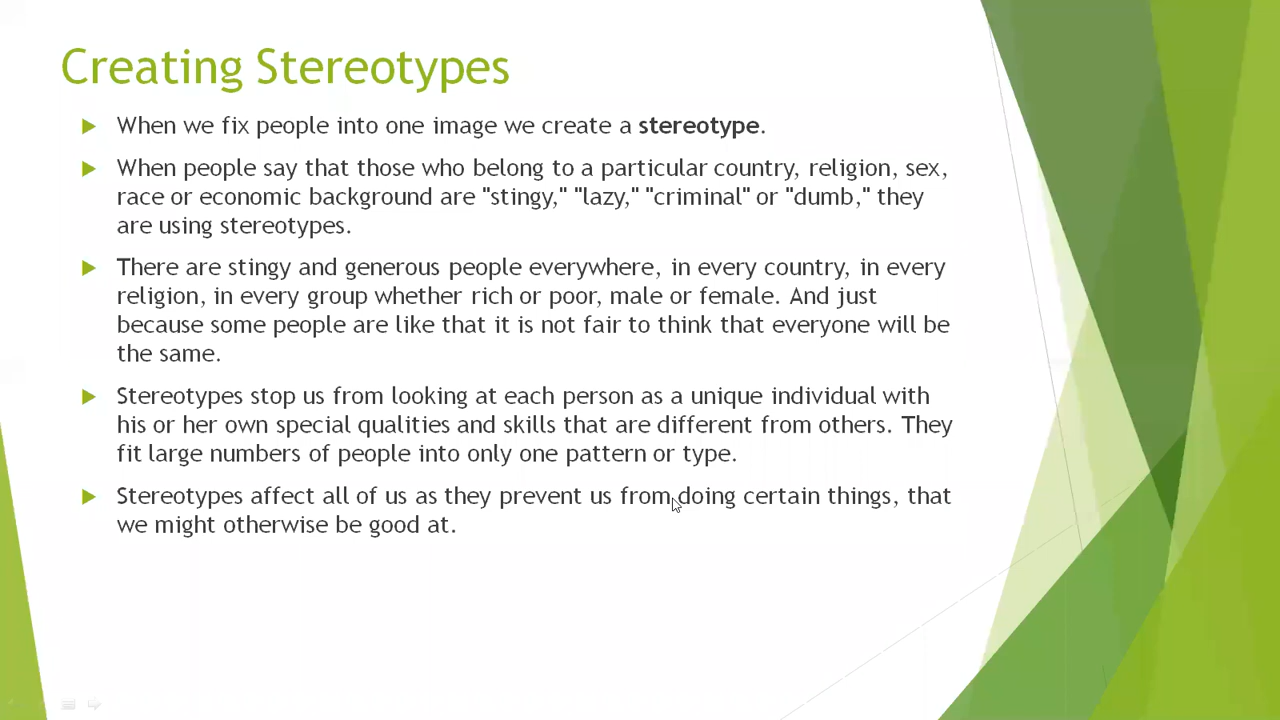 Creating Stereotypes
When we fix people into one image we create a stereotype.
When people say that those who belong to a particular country, religion, sex,
race or economic background are "stingy," "lazy," "criminal" or "dumb," they
are using stereotypes.
There are stingy and generous people everywhere, in every country, in every
religion, in every group whether rich or poor, male or female. And just
because some people are like that it is not fair to think that everyone will be
the same.
Stereotypes stop us from looking at each person as a unique individual with
his or her own special qualities and skills that are different from others. They
fit large numbers of people into only one pattern or type.
Stereotypes affect all of us as they prevent us from doing certain things, that
we might otherwise be good at.